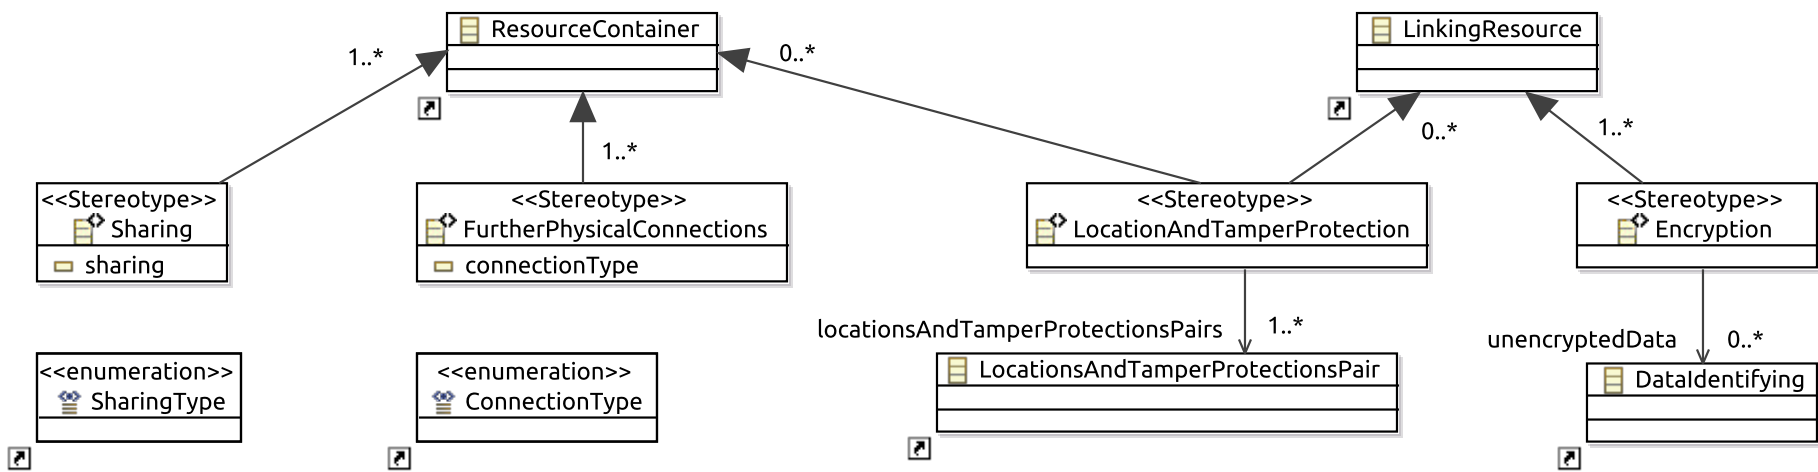 ResourceContainer
LinkingResource
1..*
0..*
0..*
1..*
1..*
<<Stereotype>>
Sharing
sharing
<<Stereotype>>
FurtherPhysicalConnections
connectionType
<<Stereotype>>
LocationAndTamperProtection
<<Stereotype>>
Encryption
locationsAndTamperProtectionsPairs
1..*
unencryptedData
0..*
<<enumeration>>
SharingType
<<enumeration>>
ConnectionType
LocationsAndTamperProtectionsPair
DataIdentifying